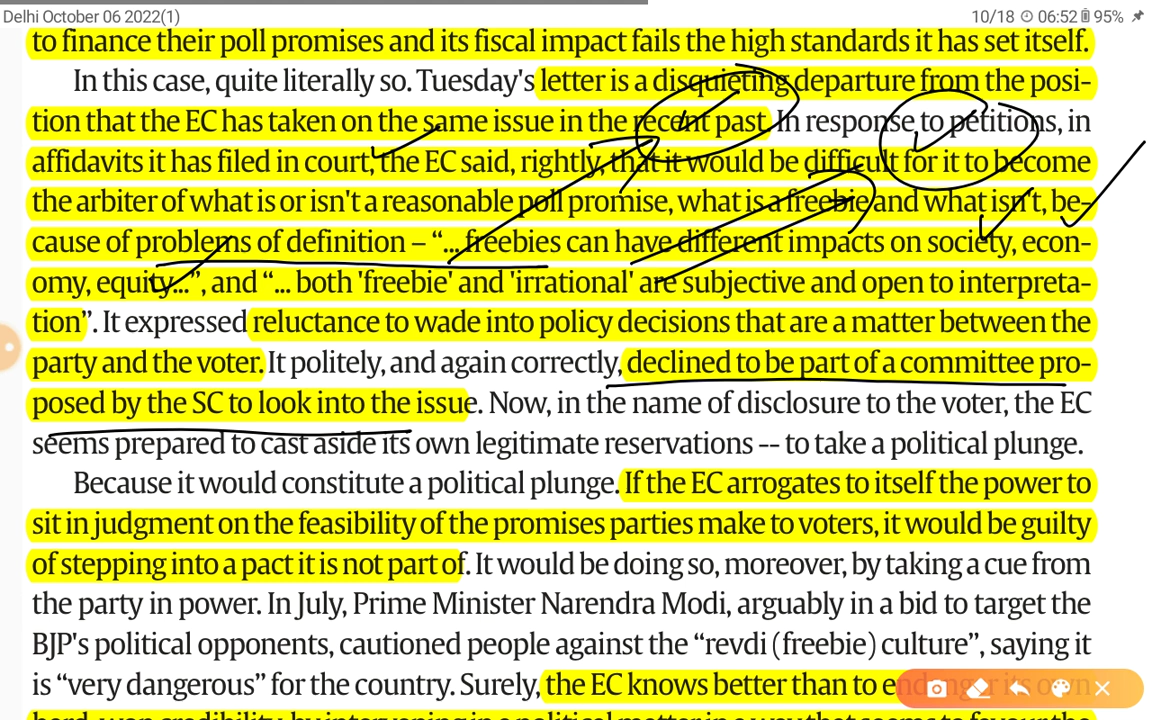 Delhi October 06 2022(1)
10/18 06:52 95%
to finance their poll promises and its fiscal impact fails the high standards it has set itself.
In this case, quite literally so. Tuesday's letter is a disquieting departure from the posi-
tion that the EC has taken on the same issue in the recent past. In response to petitions, in
affidavits it has filed in court, the EC said, rightly, that it would be difficult for it to become
the arbiter of what is or isn't a reasonable poll promise, what is a freebie and what isn't, be-
cause of problems of definition – “... freebies can have different impacts on society, econ-
omy, equity...”, and “... both 'freebie' and 'irrational' are subjective and open to interpreta-
tion”. It expressed reluctance to wade into policy decisions that are a matter between the
party and the voter. It politely, and again correctly, declined to be part of a committee pro-
posed by the SC to look into the issue. Now, in the name of disclosure to the voter, the EC
seems prepared to cast aside its own legitimate reservations -- to take a political plunge.
Because it would constitute a political plunge. If the EC arrogates to itself the power to
sit in judgment on the feasibility of the promises parties make to voters, it would be guilty
of stepping into a pact it is not part of. It would be doing so, moreover, by taking a cue from
the party in power. In July, Prime Minister Narendra Modi, arguably in a bid to target the
BJP's political opponents, cautioned people against the “revdi (freebie) culture”, saying it
is “very dangerous” for the country. Surely, the EC knows better than to endanger its own